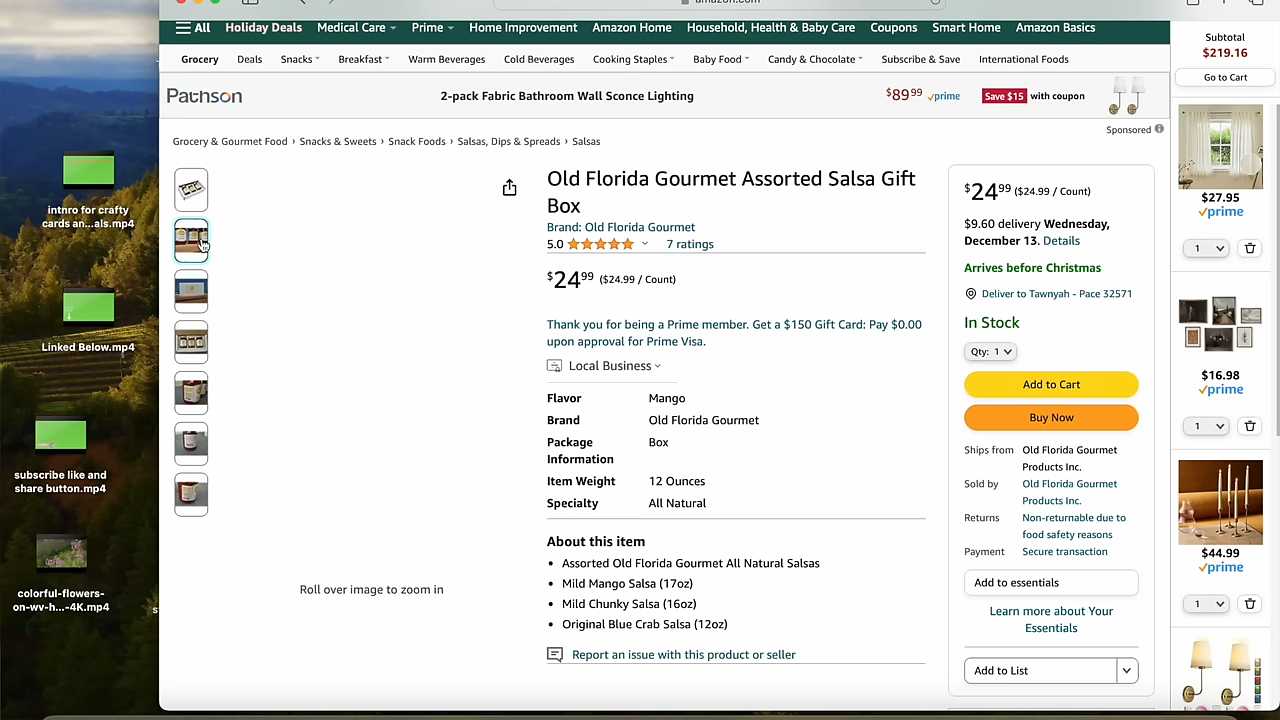 amazon.com
All Holiday Deals Medical Care Prime Home Improvement Amazon Home Household, Health & Baby Care Coupons Smart Home Amazon Basics
Grocery Deals Snacks Breakfast Warm Beverages Cold Beverages Cooking Staples Baby Food Candy & Chocolate Subscribe & Save International Foods
Pathson
2-pack Fabric Bathroom Wall Sconce Lighting
$89.99 prime Save $15 with coupon
Sponsored
Grocery & Gourmet Food › Snacks & Sweets › Snack Foods › Salsas, Dips & Spreads › Salsas
Old Florida Gourmet Assorted Salsa Gift
Box
Brand: Old Florida Gourmet
5.0 7 ratings
$24.99 ($24.99 / Count)
Thank you for being a Prime member. Get a $150 Gift Card: Pay $0.00
upon approval for Prime Visa.
Local Business
Flavor Mango
Brand Old Florida Gourmet
Package Box
Information
Item Weight 12 Ounces
Specialty All Natural
About this item
• Assorted Old Florida Gourmet All Natural Salsas
• Mild Mango Salsa (17oz)
• Mild Chunky Salsa (16oz)
• Original Blue Crab Salsa (12oz)
Report an issue with this product or seller
Roll over image to zoom in
$24.99 ($24.99 / Count)
$9.60 delivery Wednesday,
December 13. Details
Arrives before Christmas
Deliver to Tawnyah - Pace 32571
In Stock
Qty: 1
Add to Cart
Buy Now
Ships from Old Florida Gourmet
Products Inc.
Sold by Old Florida Gourmet
Products Inc.
Returns Non-returnable due to
food safety reasons
Payment Secure transaction
Add to essentials
Learn more about Your
Essentials
Add to List
Subtotal
$219.16
Go to Cart
$27.95
prime
1
$16.98
prime
1
$44.99
prime
1
intnro for crafty
cards an...als.mp4
Linked Below.mp4
subscribe like and
share button.mp4
colorful-flowers-
on-wv-h...-4K.mp4